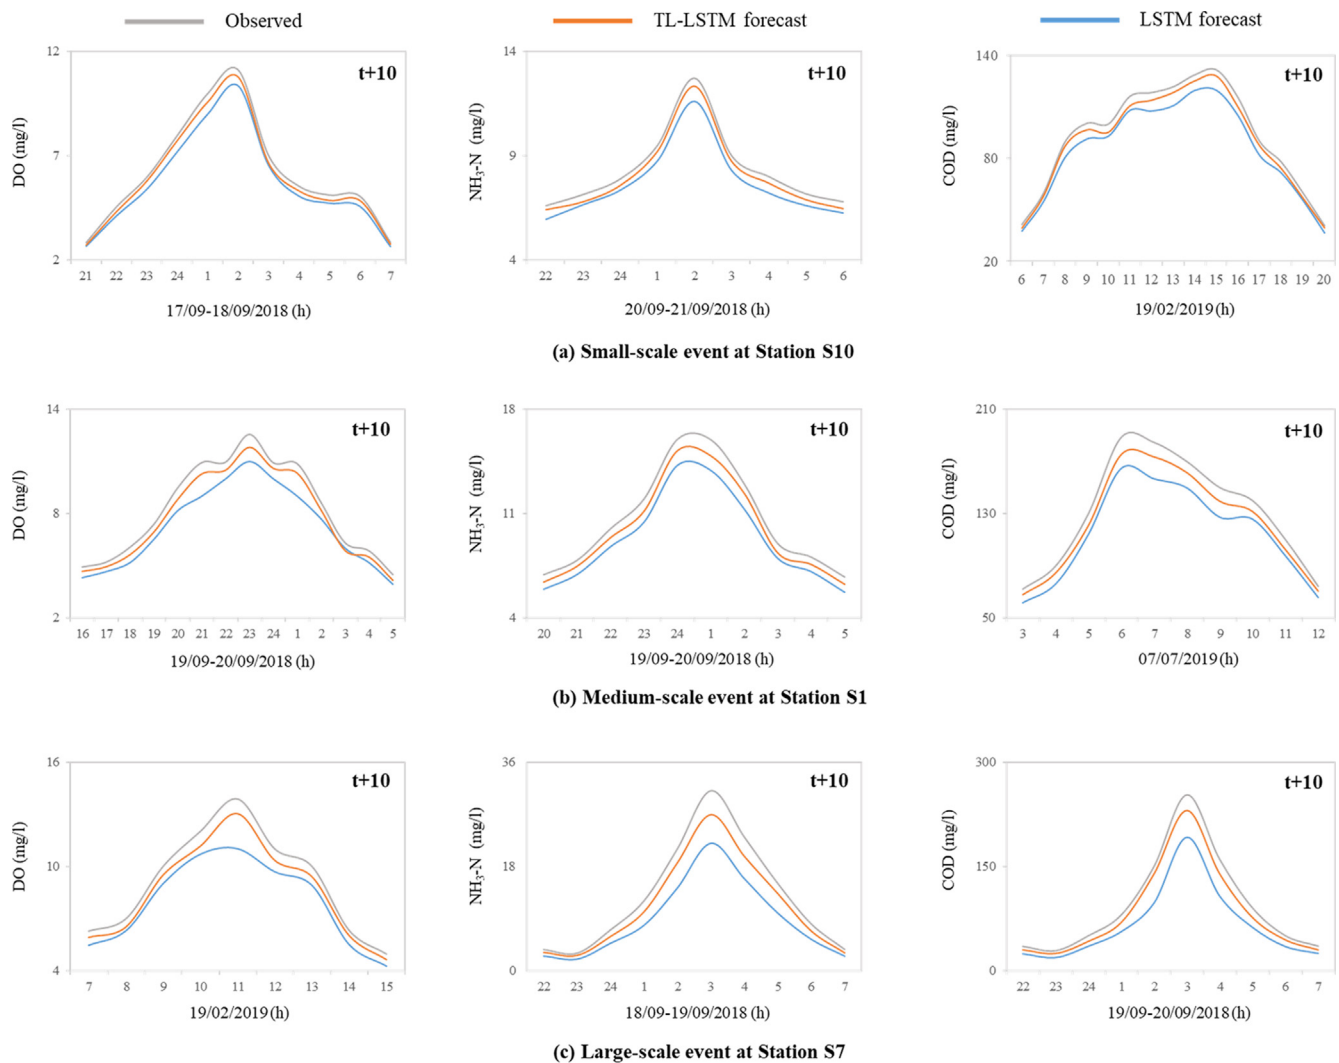 Observed TL-LSTM forecast LSTM forecast
12 14 140
t+10 t+10 t+10
DO (mg/l) NH₃-N (mg/l) COD (mg/l)
7 9 80
2 4 20
21 22 23 24 1 2 3 4 5 6 7 22 23 24 1 2 3 4 5 6 6 7 8 9 10 11 12 13 14 15 16 17 18 19 20
17/09-18/09/2018 (h) 20/09-21/09/2018 (h) 19/02/2019 (h)
(a) Small-scale event at Station S10
14 18 210
t+10 t+10 t+10
DO (mg/l) NH₃-N (mg/l) COD (mg/l)
8 11 130
2 4 50
16 17 18 19 20 21 22 23 24 1 2 3 4 5 20 21 22 23 24 1 2 3 4 5 3 4 5 6 7 8 9 10 11 12
19/09-20/09/2018 (h) 19/09-20/09/2018 (h) 07/07/2019 (h)
(b) Medium-scale event at Station S1
16 36 300
t+10 t+10 t+10
DO (mg/l) NH₃-N (mg/l) COD (mg/l)
10 18 150
4 0 0
7 8 9 10 11 12 13 14 15 22 23 24 1 2 3 4 5 6 7 22 23 24 1 2 3 4 5 6 7
19/02/2019 (h) 18/09-19/09/2018 (h) 19/09-20/09/2018 (h)
(c) Large-scale event at Station S7